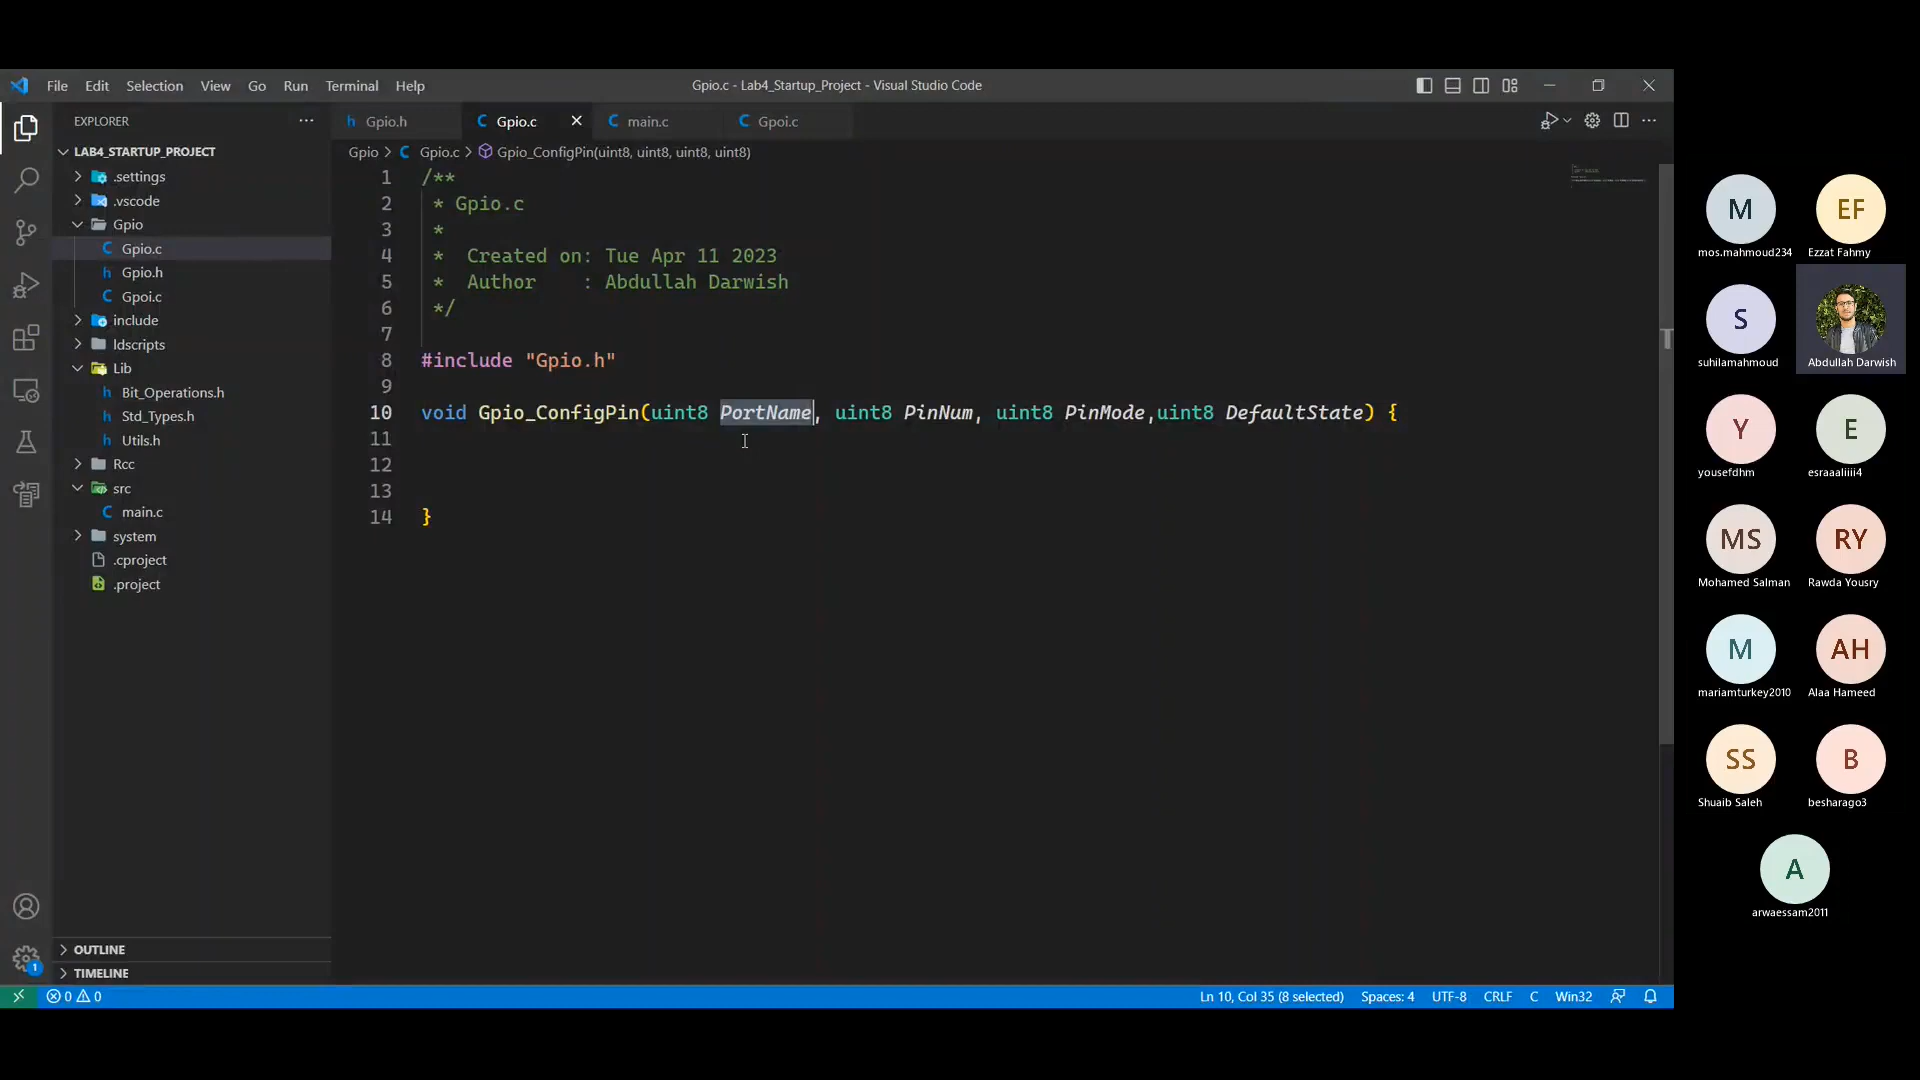 File Edit Selection View Go Run Terminal Help
Gpio.c - Lab4_Startup_Project - Visual Studio Code
EXPLORER
LAB4_STARTUP_PROJECT
.settings
.vscode
Gpio
Gpio.c
Gpio.h
Gpoi.c
include
ldscripts
Lib
Bit_Operations.h
Std_Types.h
Utils.h
Rcc
src
main.c
system
.cproject
.project
OUTLINE
TIMELINE
Gpio.h Gpio.c main.c Gpoi.c
Gpio > Gpio.c > Gpio_ConfigPin(uint8, uint8, uint8, uint8)
1 /**
2 * Gpio.c
3 *
4 * Created on: Tue Apr 11 2023
5 * Author : Abdullah Darwish
6 */
7
8 #include "Gpio.h"
9
10 void Gpio_ConfigPin(uint8 PortName, uint8 PinNum, uint8 PinMode,uint8 DefaultState) {
11
12
13
14 }
1
0 0
Ln 10, Col 35 (8 selected) Spaces: 4 UTF-8 CRLF C Win32
M EF
mos.mahmoud234 Ezzat Fahmy
S
suhilamahmoud Abdullah Darwish
Y E
yousefdhm esraaaliiii4
MS RY
Mohamed Salman Rawda Yousry
M AH
mariamturkey2010 Alaa Hameed
SS B
Shuaib Saleh besharago3
A
arwaessam2011